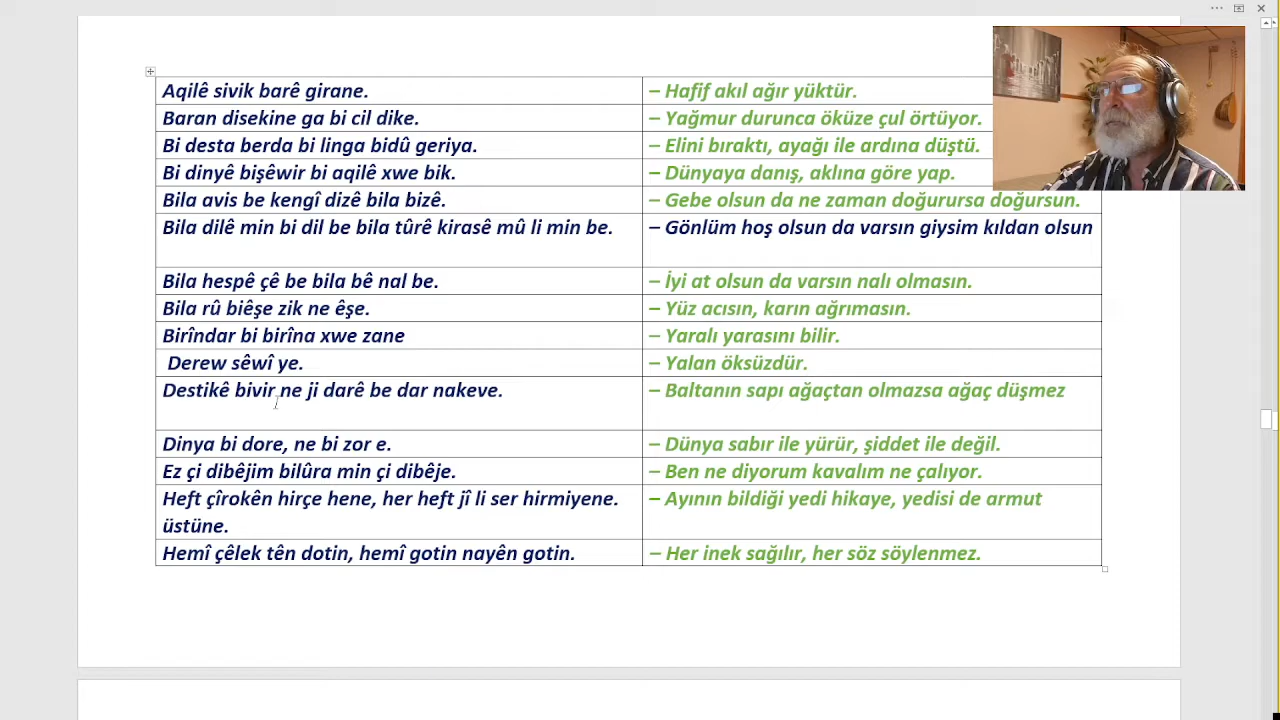 Aqilê sivik barê girane. – Hafif akıl ağır yüktür.
Baran disekine ga bi cil dike. – Yağmur durunca öküze çul örtüyor.
Bi desta berda bi linga bidû geriya. – Elini bıraktı, ayağı ile ardına düştü.
Bi dinyê bişêwir bi aqilê xwe bik. – Dünyaya danış, aklına göre yap.
Bila avis be kengî dizê bila bizê. – Gebe olsun da ne zaman doğurursa doğursun.
Bila dilê min bi dil be bila tûrê kirasê mû li min be. – Gönlüm hoş olsun da varsın giysim kıldan olsun
Bila hespê çê be bila bê nal be. – İyi at olsun da varsın nalı olmasın.
Bila rû biêşe zik ne êşe. – Yüz acısın, karın ağrımasın.
Birîndar bi birîna xwe zane – Yaralı yarasını bilir.
Derew sêwî ye. – Yalan öksüzdür.
Destikê bivir ne ji darê be dar nakeve. – Baltanın sapı ağaçtan olmazsa ağaç düşmez
Dinya bi dore, ne bi zor e. – Dünya sabır ile yürür, şiddet ile değil.
Ez çi dibêjim bilûra min çi dibêje. – Ben ne diyorum kavalım ne çalıyor.
Heft çîrokên hirçe hene, her heft jî li ser hirmiyene. – Ayının bildiği yedi hikaye, yedisi de armut
üstüne.
Hemî çêlek tên dotin, hemî gotin nayên gotin. – Her inek sağılır, her söz söylenmez.